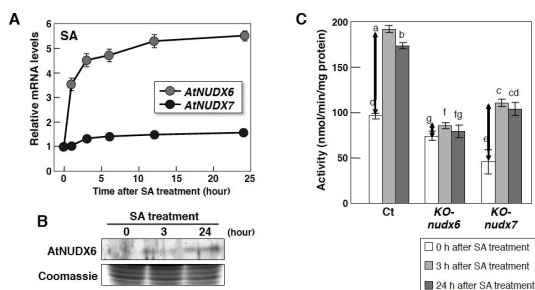 A
SA
Relative mRNA levels
6
5
4
3
2
1
0
0 5 10 15 20 25
Time after SA treatment (hour)
AtNUDX6
AtNUDX7
B
SA treatment
0 3 24 (hour)
AtNUDX6
Coomassie
C
Activity (nmol/min/mg protein)
200
150
100
50
0
a b
d
g f fg
c cd
e
Ct KO-nudx6 KO-nudx7
0 h after SA treatment
3 h after SA treatment
24 h after SA treatment